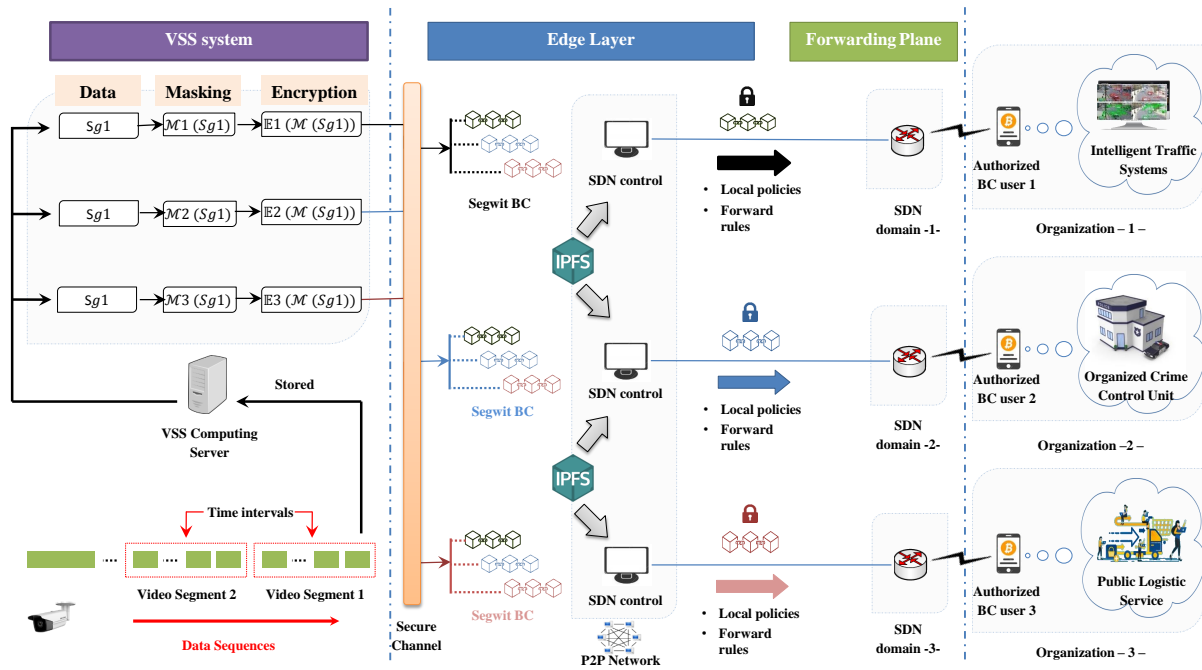 VSS system
Edge Layer
Forwarding Plane
Data
Masking
Encryption
Sg1
ℳ1 (Sg1)
𝔼1 (ℳ (Sg1))
Sg1
ℳ2 (Sg1)
𝔼2 (ℳ (Sg1))
Sg1
ℳ3 (Sg1)
𝔼3 (ℳ (Sg1))
Stored
VSS Computing
Server
Time intervals
Video Segment 2
Video Segment 1
Data Sequences
Secure
Channel
Segwit BC
Segwit BC
Segwit BC
SDN control
IPFS
SDN control
IPFS
SDN control
P2P Network
• Local policies
• Forward
rules
• Local policies
• Forward
rules
• Local policies
• Forward
rules
SDN
domain -1-
SDN
domain -2-
SDN
domain -3-
Authorized
BC user 1
Intelligent Traffic
Systems
Organization – 1 –
Authorized
BC user 2
Organized Crime
Control Unit
Organization –2 –
Authorized
BC user 3
Public Logistic
Service
Organization – 3 –